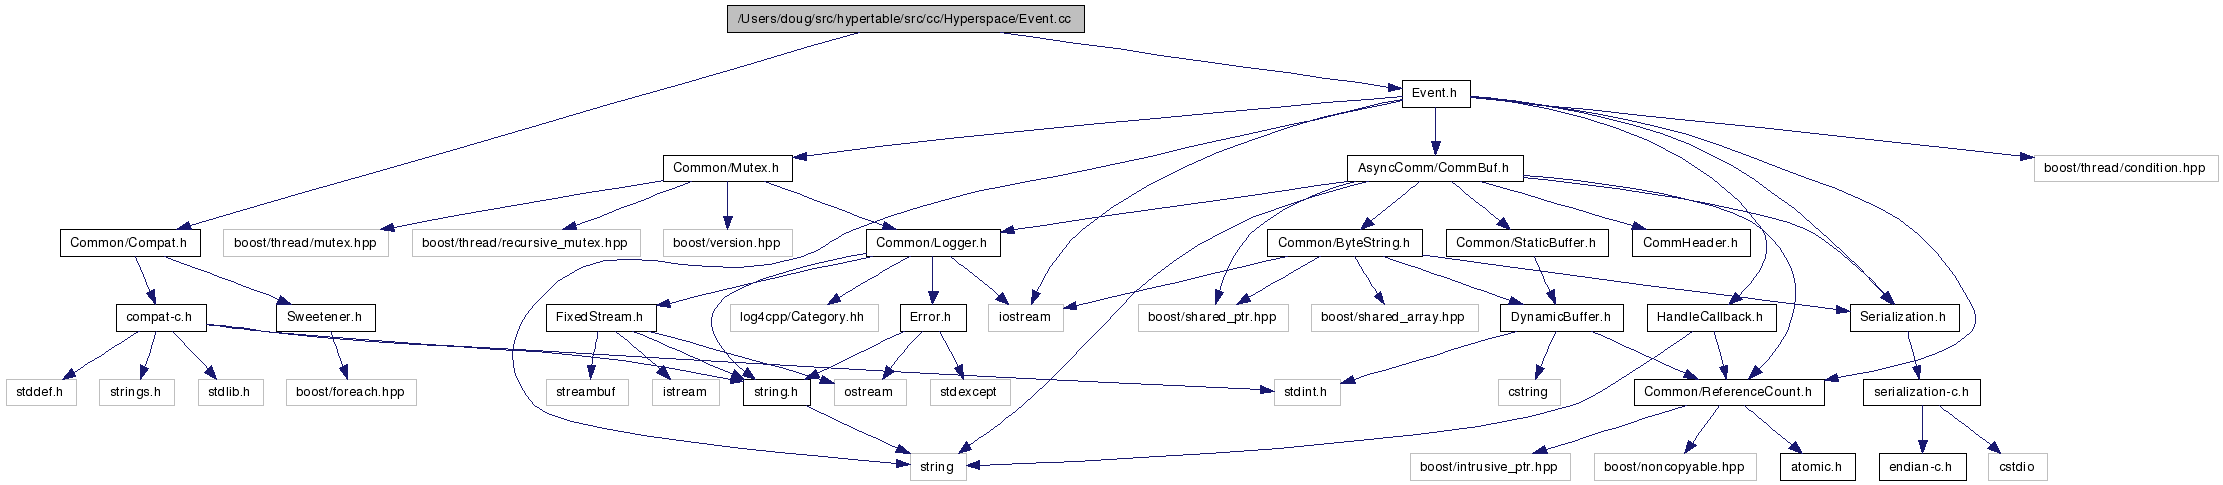 /Users/doug/src/hypertable/src/cc/Hyperspace/Event.cc
Event.h
Common/Mutex.h
AsyncComm/CommBuf.h
boost/thread/condition.hpp
Common/Compat.h
boost/thread/mutex.hpp
boost/thread/recursive_mutex.hpp
boost/version.hpp
Common/Logger.h
Common/ByteString.h
Common/StaticBuffer.h
CommHeader.h
compat-c.h
Sweetener.h
FixedStream.h
log4cpp/Category.hh
Error.h
iostream
boost/shared_ptr.hpp
boost/shared_array.hpp
DynamicBuffer.h
HandleCallback.h
Serialization.h
stddef.h
strings.h
stdlib.h
boost/foreach.hpp
streambuf
istream
string.h
ostream
stdexcept
stdint.h
cstring
Common/ReferenceCount.h
serialization-c.h
string
boost/intrusive_ptr.hpp
boost/noncopyable.hpp
atomic.h
endian-c.h
cstdio